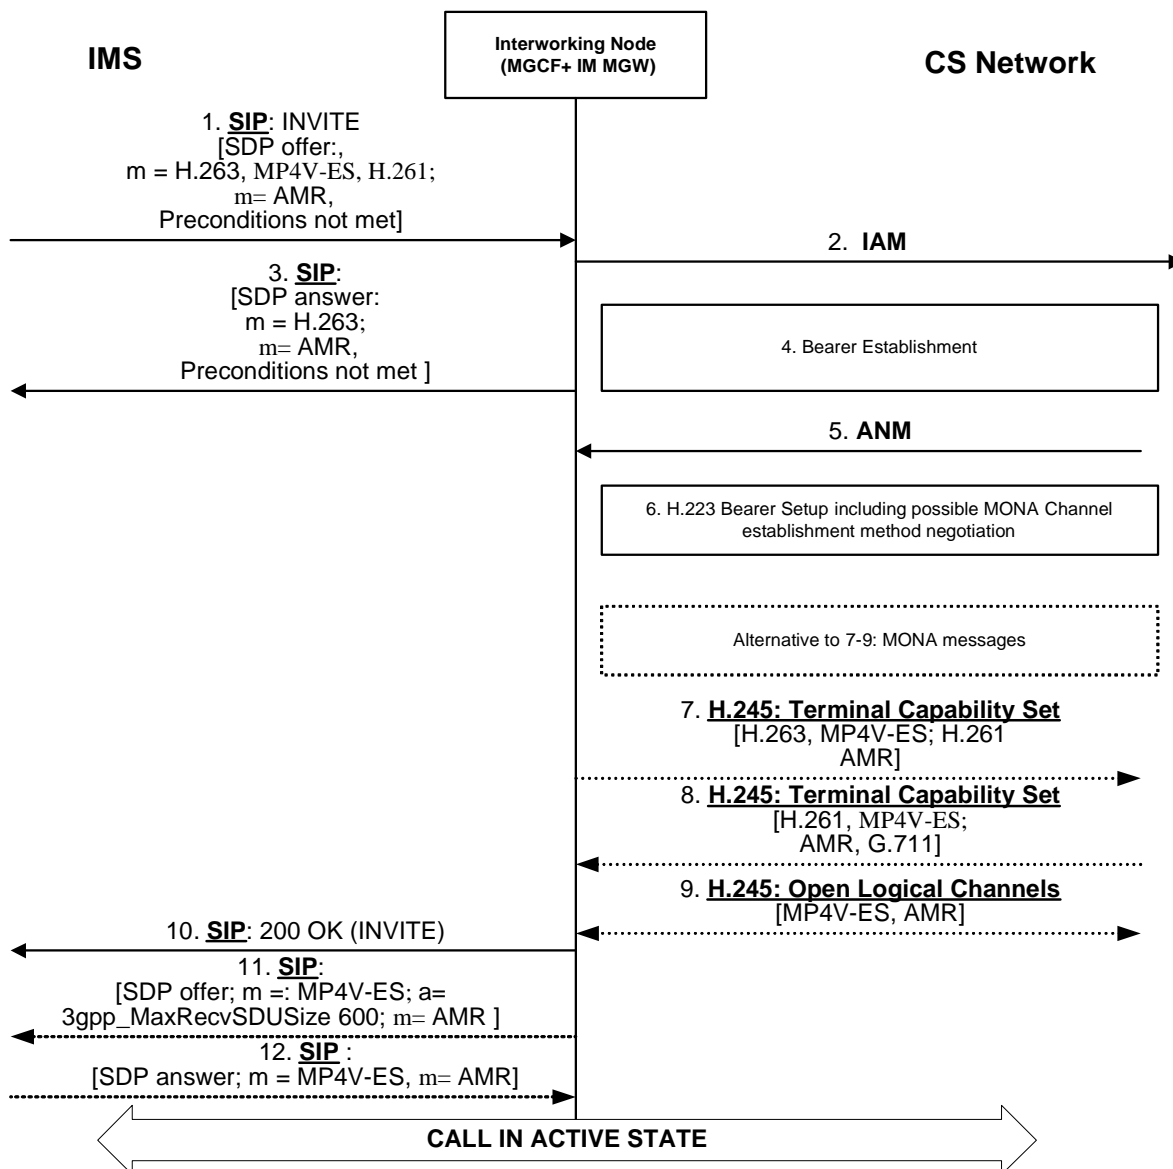 IMS
Interworking Node
(MGCF+ IM MGW)
CS Network
1. SIP: INVITE
[SDP offer:,
m = H.263, MP4V-ES, H.261;
m= AMR,
Preconditions not met]
2. IAM
3. SIP:
[SDP answer:
m = H.263;
m= AMR,
Preconditions not met ]
4. Bearer Establishment
5. ANM
6. H.223 Bearer Setup including possible MONA Channel
establishment method negotiation
Alternative to 7-9: MONA messages
7. H.245: Terminal Capability Set
[H.263, MP4V-ES; H.261
AMR]
8. H.245: Terminal Capability Set
[H.261, MP4V-ES;
AMR, G.711]
9. H.245: Open Logical Channels
[MP4V-ES, AMR]
10. SIP: 200 OK (INVITE)
11. SIP:
[SDP offer; m =: MP4V-ES; a=
3gpp_MaxRecvSDUSize 600; m= AMR ]
12. SIP :
[SDP answer; m = MP4V-ES, m= AMR]
CALL IN ACTIVE STATE